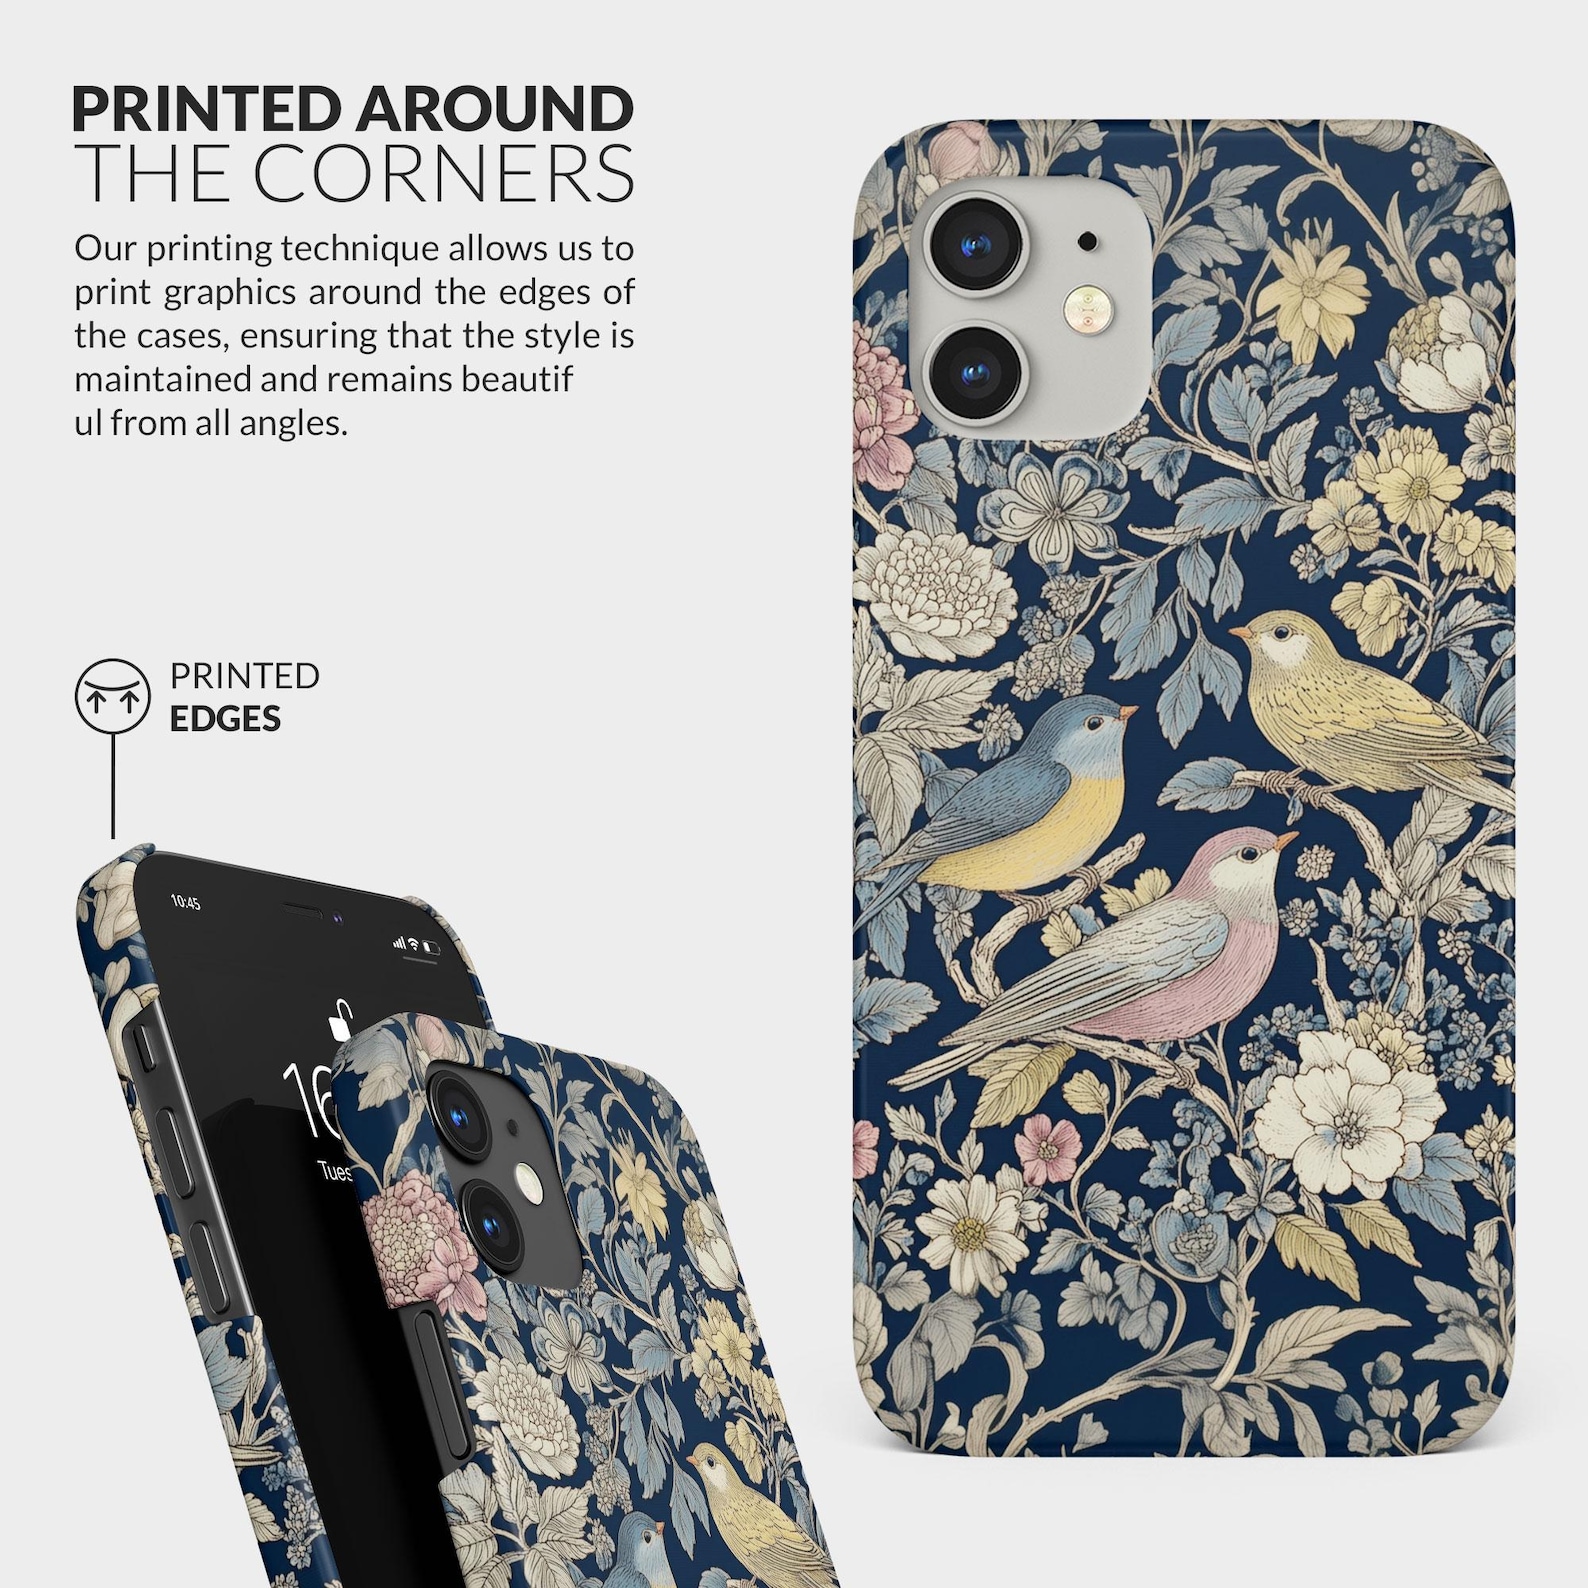 PRINTED AROUND
THE CORNERS
Our printing technique allows us to
print graphics around the edges of
the cases, ensuring that the style is
maintained and remains beautif
ul from all angles.
PRINTED
EDGES
10:45
16
Tues